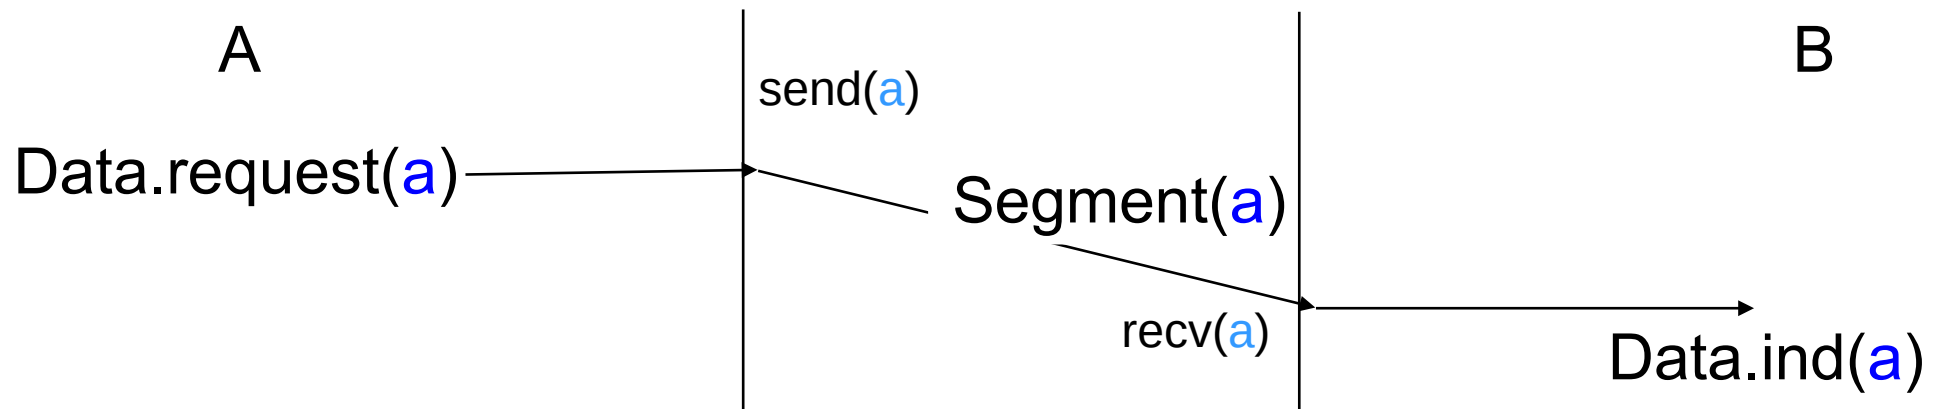 A
B
send(a)
Data.request(a)
Segment(a)
recv(a)
Data.ind(a)